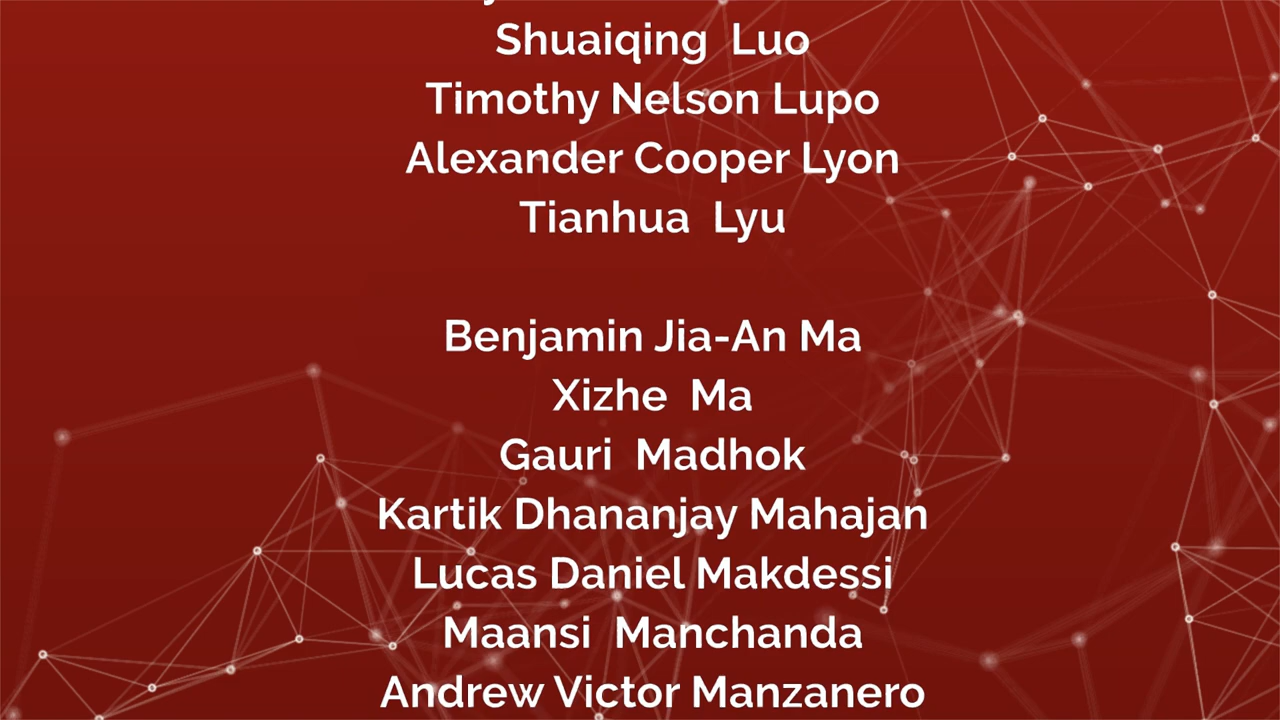 Shuaiqing  Luo
Timothy Nelson Lupo
Alexander Cooper Lyon
Tianhua  Lyu
Benjamin Jia-An Ma
Xizhe  Ma
Gauri  Madhok
Kartik Dhananjay Mahajan
Lucas Daniel Makdessi
Maansi  Manchanda
Andrew Victor Manzanero